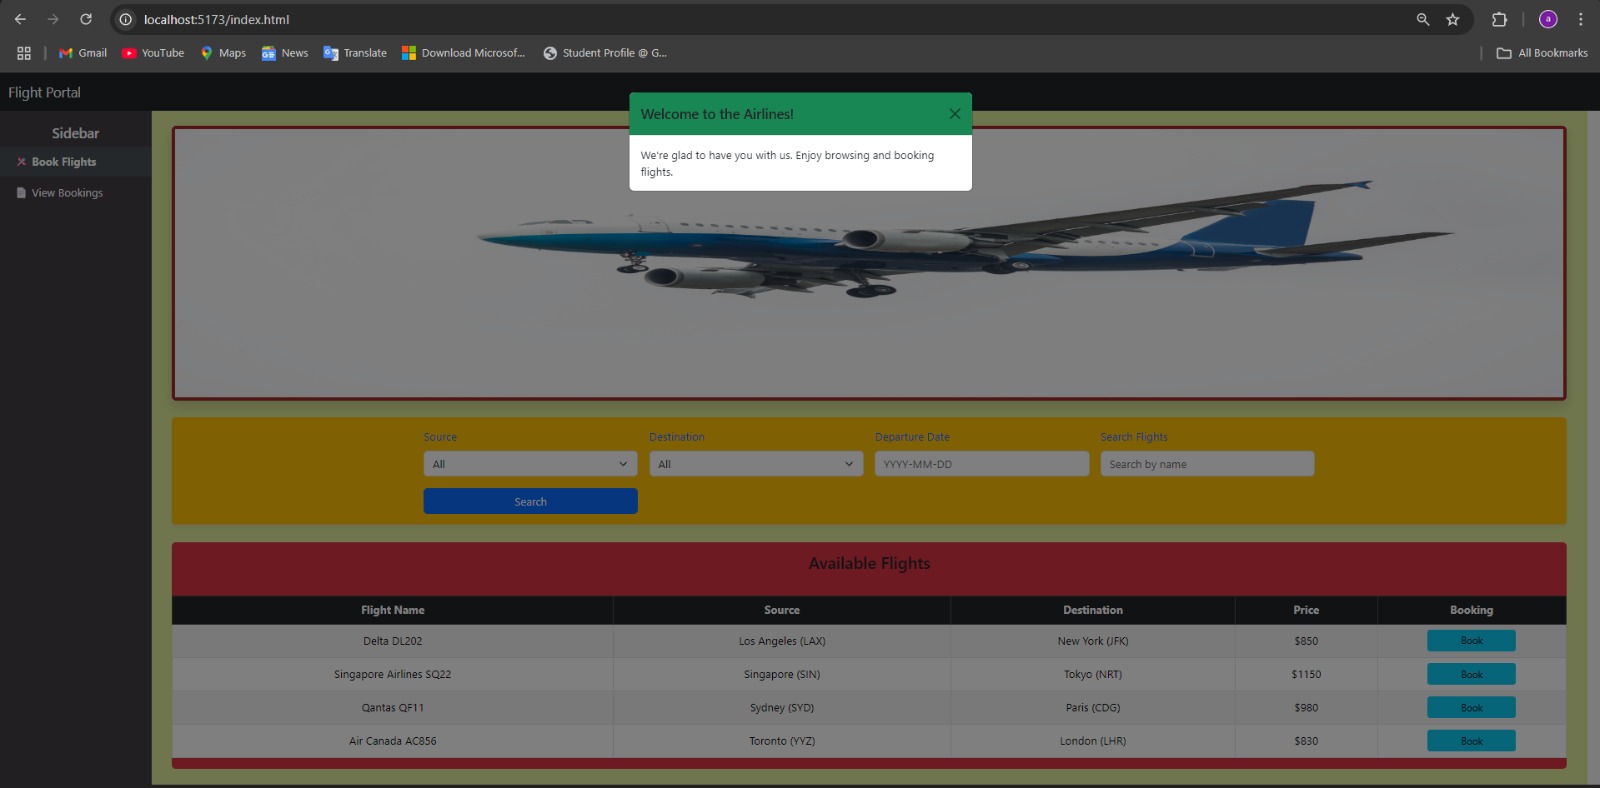 localhost:5173/index.html
a
Gmail
YouTube
Maps
News
Translate
Download Microsof...
Student Profile @ G...
All Bookmarks
Flight Portal
Welcome to the Airlines!
We're glad to have you with us. Enjoy browsing and booking
flights.
Sidebar
Book Flights
View Bookings
Source
Destination
Departure Date
Search Flights
All
All
YYYY-MM-DD
Search by name
Search
Available Flights
Flight Name Source Destination Price Booking
Delta DL202 Los Angeles (LAX) New York (JFK) $850 Book
Singapore Airlines SQ22 Singapore (SIN) Tokyo (NRT) $1150 Book
Qantas QF11 Sydney (SYD) Paris (CDG) $980 Book
Air Canada AC856 Toronto (YYZ) London (LHR) $830 Book